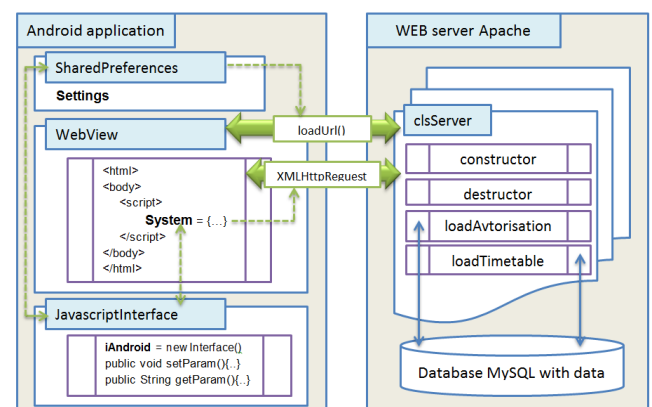 Android application
SharedPreferences
Settings
WebView
<html>
<body>
<script>
System = {...}
</script>
</body>
</html>
JavascriptInterface
iAndroid = new Interface()
public void setParam(){..}
public String getParam(){..}
loadUrl()
XMLHttpReguest
WEB server Apache
clsServer
constructor
destructor
loadAvtorisation
loadTimetable
Database MySQL with data